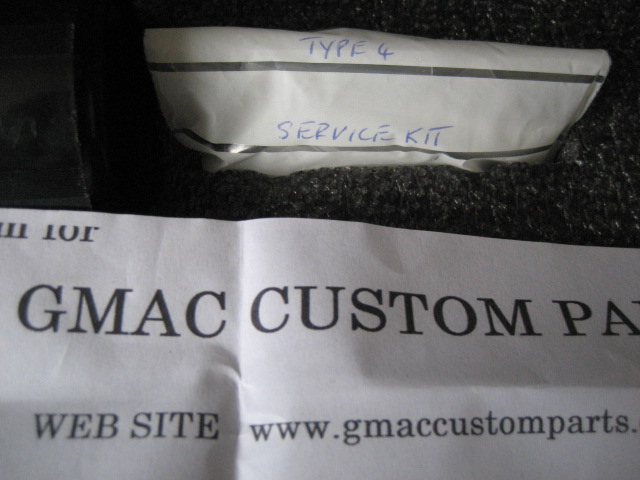 TYPE 4
SERVICE KIT
for
GMAC CUSTOM PA
WEB SITE www.gmaccustomparts.